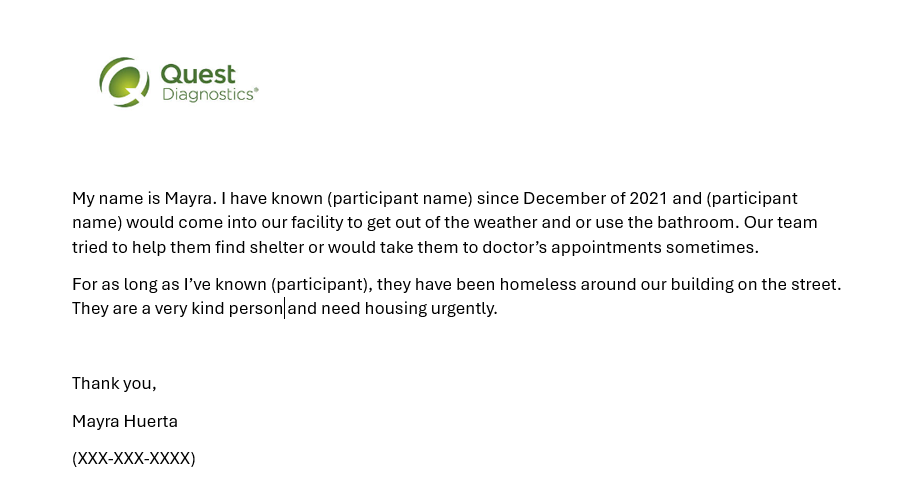 Quest
Diagnostics®
My name is Mayra. I have known (participant name) since December of 2021 and (participant
name) would come into our facility to get out of the weather and or use the bathroom. Our team
tried to help them find shelter or would take them to doctor’s appointments sometimes.
For as long as I’ve known (participant), they have been homeless around our building on the street.
They are a very kind person and need housing urgently.
Thank you,
Mayra Huerta
(XXX-XXX-XXXX)